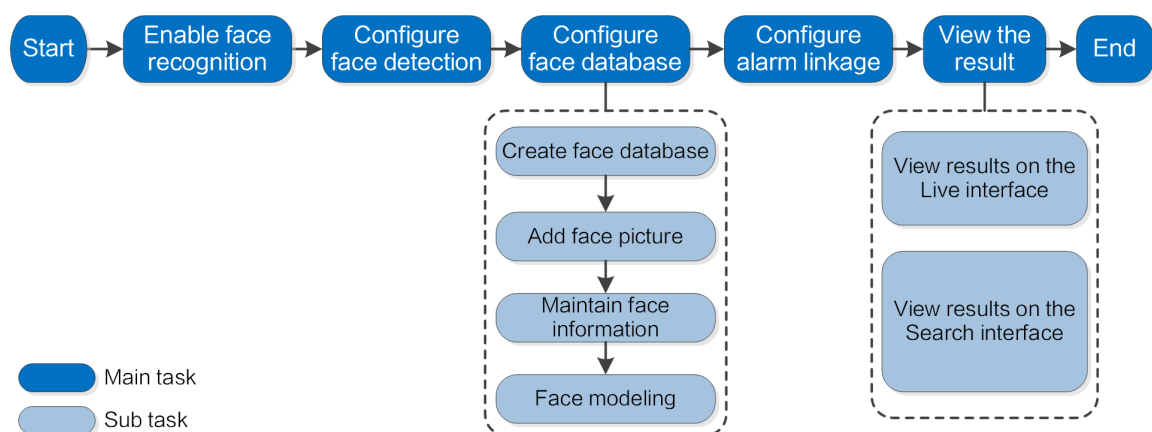 Start
Enable face
recognition
Configure
face detection
Configure
face database
Configure
alarm linkage
View the
result
End
Create face database
Add face picture
Maintain face
information
Face modeling
View results on the
Live interface
View results on the
Search interface
Main task
Sub task